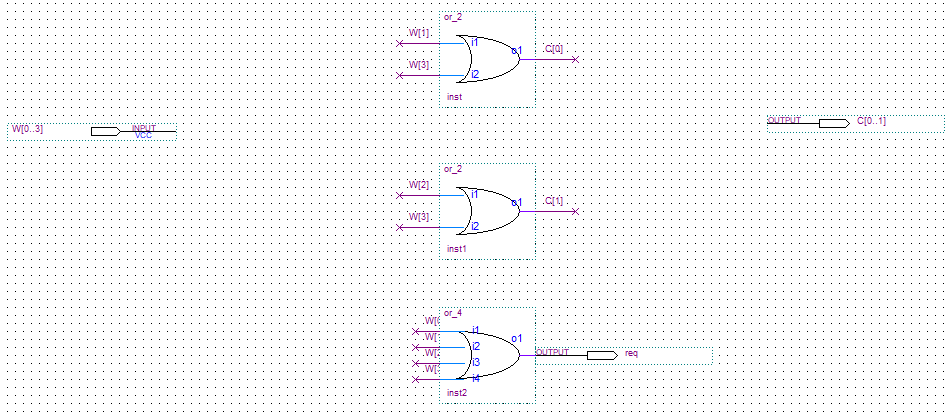 or_2
W[1]
i1
o1
C[0]
W[3]
i2
inst
W[0..3]
INPUT
VCC
OUTPUT
C[0..1]
or_2
W[2]
i1
o1
C[1]
W[3]
i2
inst1
or_4
i1
o1
i2
OUTPUT
req
i3
i4
inst2